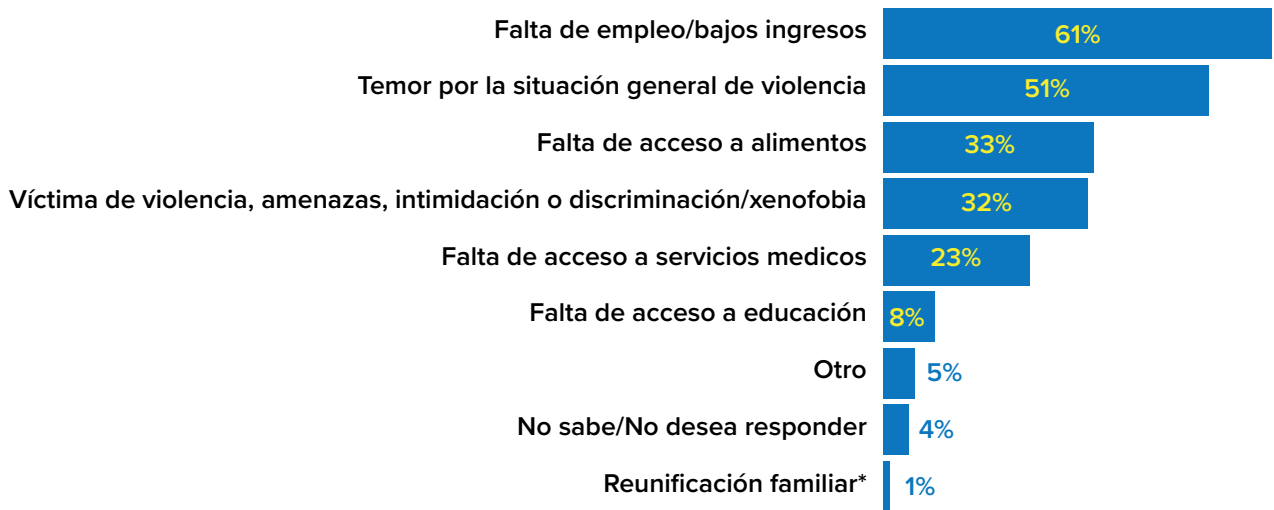 Falta de empleo/bajos ingresos 61%
Temor por la situación general de violencia 51%
Falta de acceso a alimentos 33%
Víctima de violencia, amenazas, intimidación o discriminación/xenofobia 32%
Falta de acceso a servicios medicos 23%
Falta de acceso a educación 8%
Otro 5%
No sabe/No desea responder 4%
Reunificación familiar* 1%